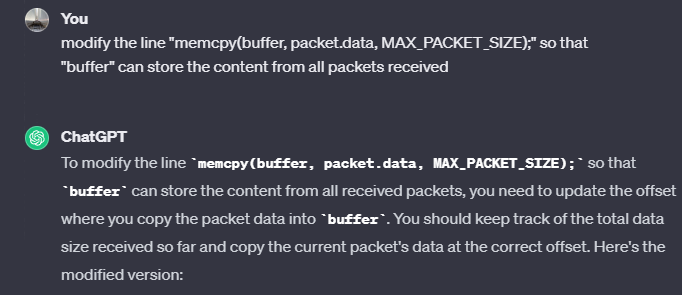 You
modify the line "memcpy(buffer, packet.data, MAX_PACKET_SIZE);" so that
"buffer" can store the content from all packets received
ChatGPT
To modify the line `memcpy(buffer, packet.data, MAX_PACKET_SIZE);` so that
`buffer` can store the content from all received packets, you need to update the offset
where you copy the packet data into `buffer`. You should keep track of the total data
size received so far and copy the current packet's data at the correct offset. Here's the
modified version: